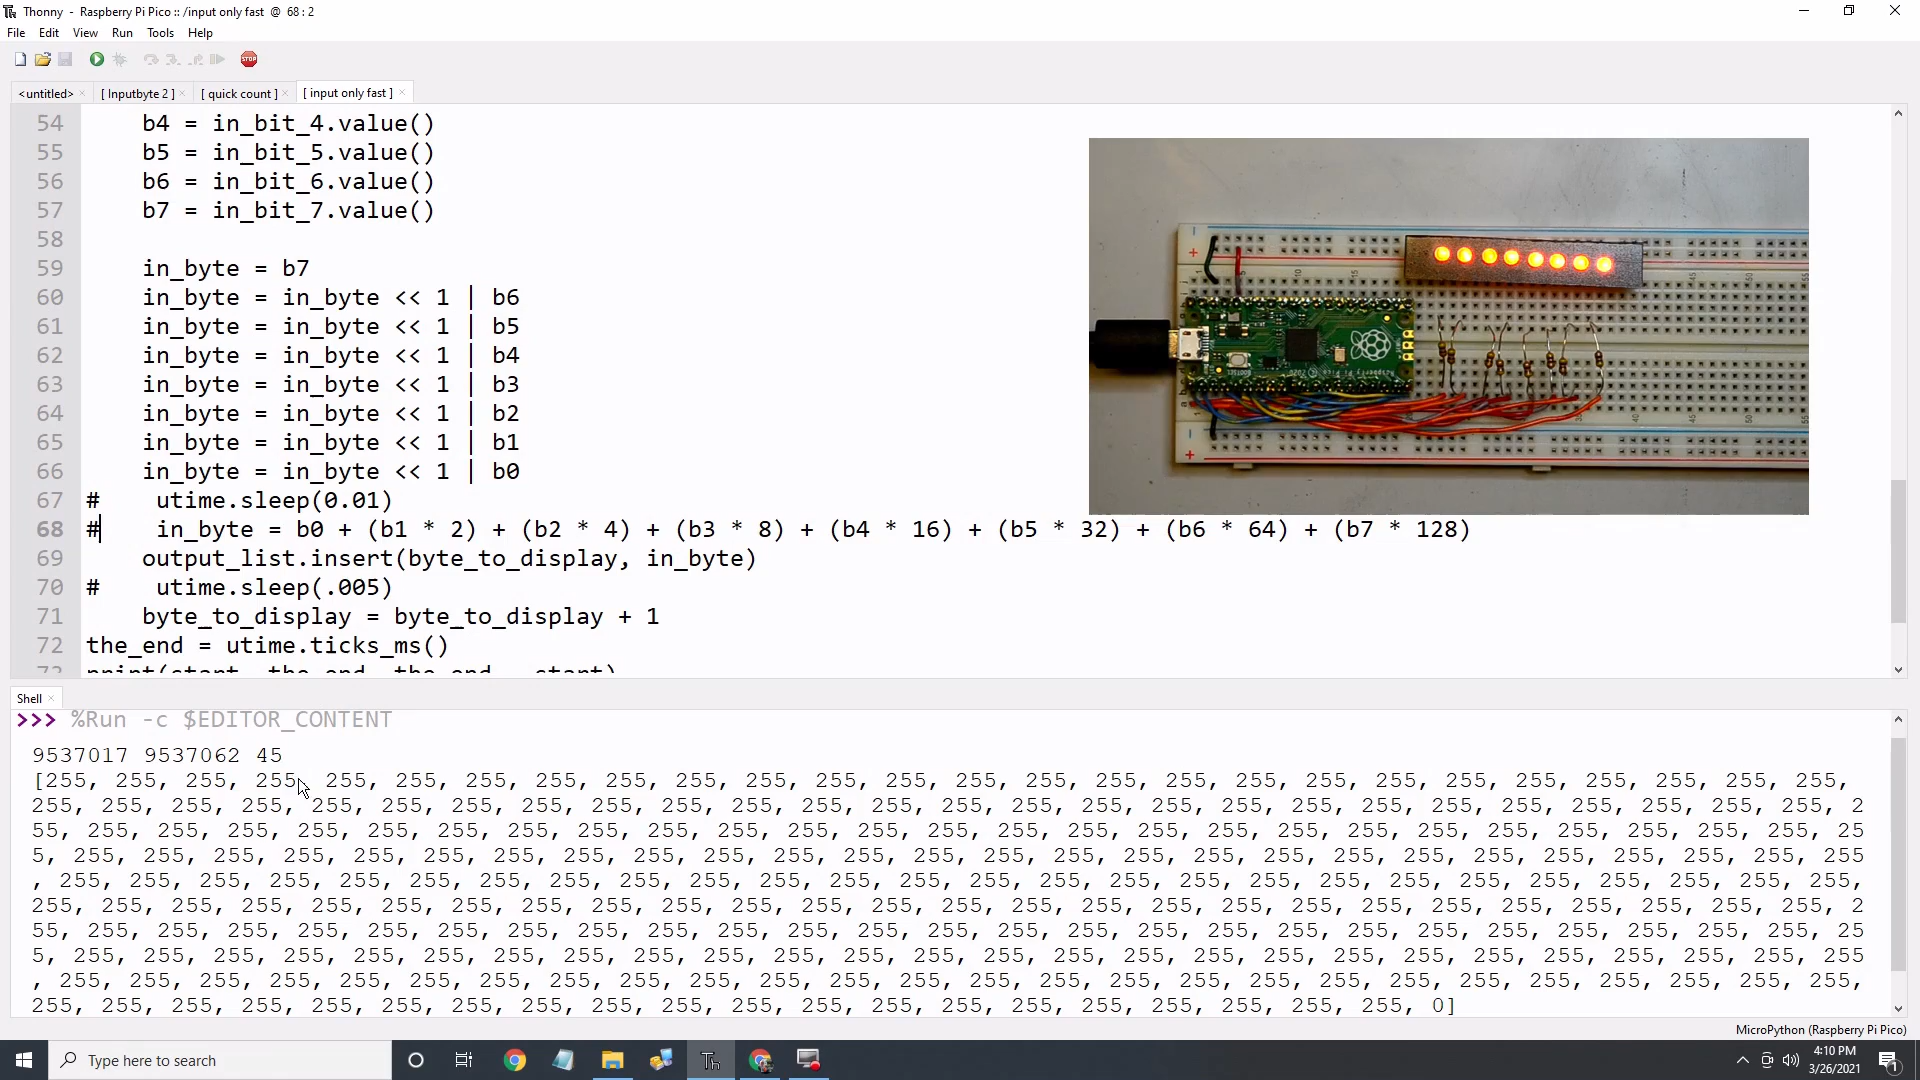 Thonny - Raspberry Pi Pico :: /input only fast @ 68 : 2
File Edit View Run Tools Help
STOP
<untitled> × [ Inputbyte 2 ] × [ quick count ] × [ input only fast ] ×
54 b4 = in_bit_4.value()
55 b5 = in_bit_5.value()
56 b6 = in_bit_6.value()
57 b7 = in_bit_7.value()
58
59 in_byte = b7
60 in_byte = in_byte << 1 | b6
61 in_byte = in_byte << 1 | b5
62 in_byte = in_byte << 1 | b4
63 in_byte = in_byte << 1 | b3
64 in_byte = in_byte << 1 | b2
65 in_byte = in_byte << 1 | b1
66 in_byte = in_byte << 1 | b0
67 # utime.sleep(0.01)
68 # in_byte = b0 + (b1 * 2) + (b2 * 4) + (b3 * 8) + (b4 * 16) + (b5 * 32) + (b6 * 64) + (b7 * 128)
69 output_list.insert(byte_to_display, in_byte)
70 # utime.sleep(.005)
71 byte_to_display = byte_to_display + 1
72 the_end = utime.ticks_ms()
Shell ×
>>> %Run -c $EDITOR_CONTENT
9537017 9537062 45
[255, 255, 255, 255, 255, 255, 255, 255, 255, 255, 255, 255, 255, 255, 255, 255, 255, 255, 255, 255, 255, 255, 255, 255, 255, 255,
255, 255, 255, 255, 255, 255, 255, 255, 255, 255, 255, 255, 255, 255, 255, 255, 255, 255, 255, 255, 255, 255, 255, 255, 255, 255, 2
55, 255, 255, 255, 255, 255, 255, 255, 255, 255, 255, 255, 255, 255, 255, 255, 255, 255, 255, 255, 255, 255, 255, 255, 255, 255, 25
5, 255, 255, 255, 255, 255, 255, 255, 255, 255, 255, 255, 255, 255, 255, 255, 255, 255, 255, 255, 255, 255, 255, 255, 255, 255, 255
, 255, 255, 255, 255, 255, 255, 255, 255, 255, 255, 255, 255, 255, 255, 255, 255, 255, 255, 255, 255, 255, 255, 255, 255, 255, 255,
255, 255, 255, 255, 255, 255, 255, 255, 255, 255, 255, 255, 255, 255, 255, 255, 255, 255, 255, 255, 255, 255, 255, 255, 255, 255, 2
55, 255, 255, 255, 255, 255, 255, 255, 255, 255, 255, 255, 255, 255, 255, 255, 255, 255, 255, 255, 255, 255, 255, 255, 255, 255, 25
5, 255, 255, 255, 255, 255, 255, 255, 255, 255, 255, 255, 255, 255, 255, 255, 255, 255, 255, 255, 255, 255, 255, 255, 255, 255, 255
, 255, 255, 255, 255, 255, 255, 255, 255, 255, 255, 255, 255, 255, 255, 255, 255, 255, 255, 255, 255, 255, 255, 255, 255, 255, 255,
255, 255, 255, 255, 255, 255, 255, 255, 255, 255, 255, 255, 255, 255, 255, 255, 255, 255, 255, 255, 255, 255, 255, 255, 255, 0]
MicroPython (Raspberry Pi Pico)
Type here to search
4:10 PM
3/26/2021